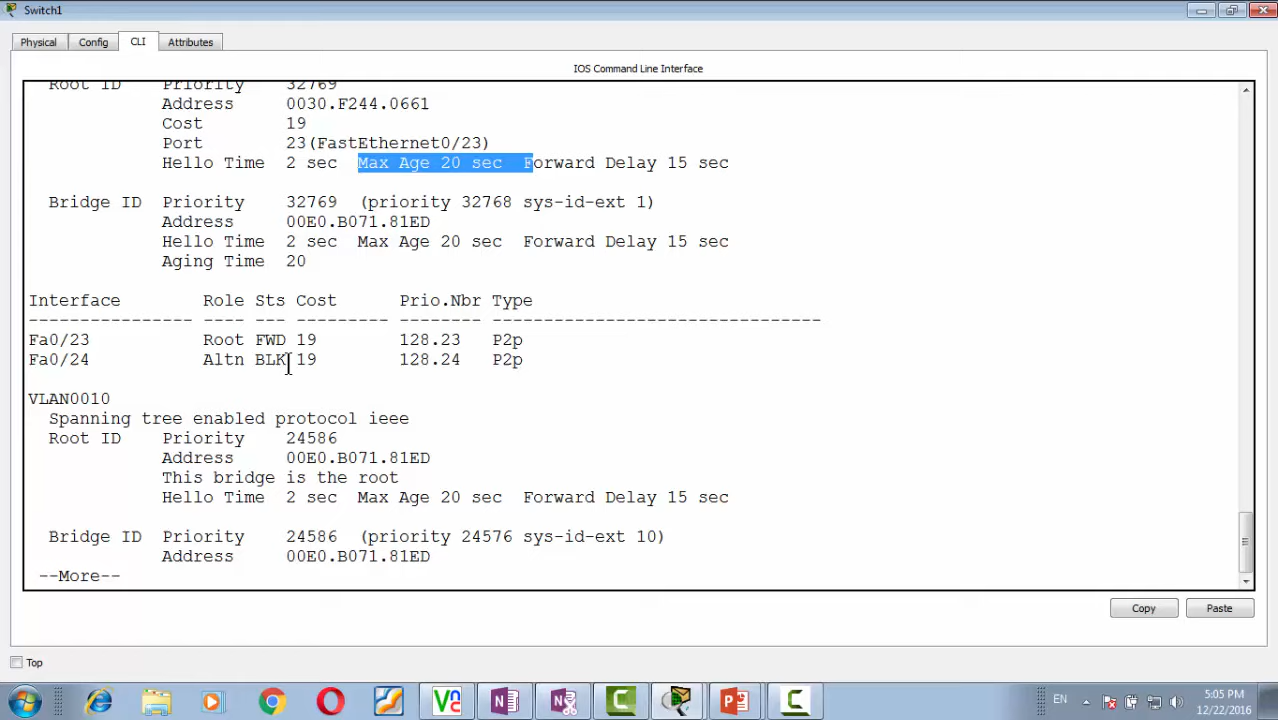 Switch1
Physical Config CLI Attributes
IOS Command Line Interface
Root ID Priority 32769
Address 0030.F244.0661
Cost 19
Port 23(FastEthernet0/23)
Hello Time 2 sec Max Age 20 sec Forward Delay 15 sec
Bridge ID Priority 32769 (priority 32768 sys-id-ext 1)
Address 00E0.B071.81ED
Hello Time 2 sec Max Age 20 sec Forward Delay 15 sec
Aging Time 20
Interface Role Sts Cost Prio.Nbr Type
---------------- ---- --- --------- -------- --------------------------------
Fa0/23 Root FWD 19 128.23 P2p
Fa0/24 Altn BLK 19 128.24 P2p
VLAN0010
Spanning tree enabled protocol ieee
Root ID Priority 24586
Address 00E0.B071.81ED
This bridge is the root
Hello Time 2 sec Max Age 20 sec Forward Delay 15 sec
Bridge ID Priority 24586 (priority 24576 sys-id-ext 10)
Address 00E0.B071.81ED
--More--
Copy Paste
Top
EN
5:05 PM
12/22/2016